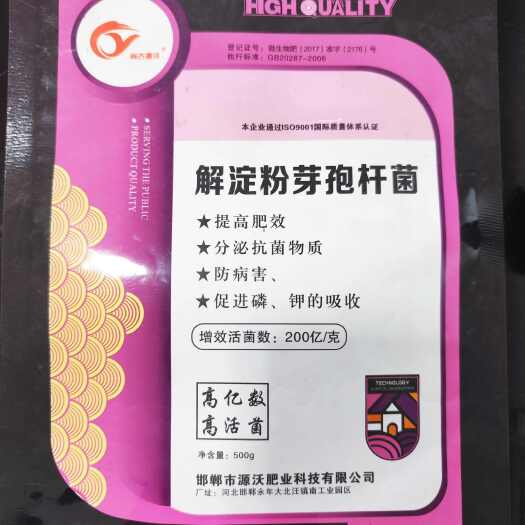 HGH QUALITY
登记证号：微生物肥（2017）准字（2176）号
执行标准：GB20287-2006
本企业通过ISO9001国际质量体系认证
SERVING THE PUBLIC
PRODUCT QUALITY
解淀粉芽孢杆菌
★提高肥效
★分泌抗菌物质
★防病害、
★促进磷、钾的吸收
增效活菌数：200亿/克
高亿数
高活菌
净含量：500g
TECHNOLOGY
邯郸市源沃肥业科技有限公司
厂址：河北邯郸永年大北汪镇南工业园区